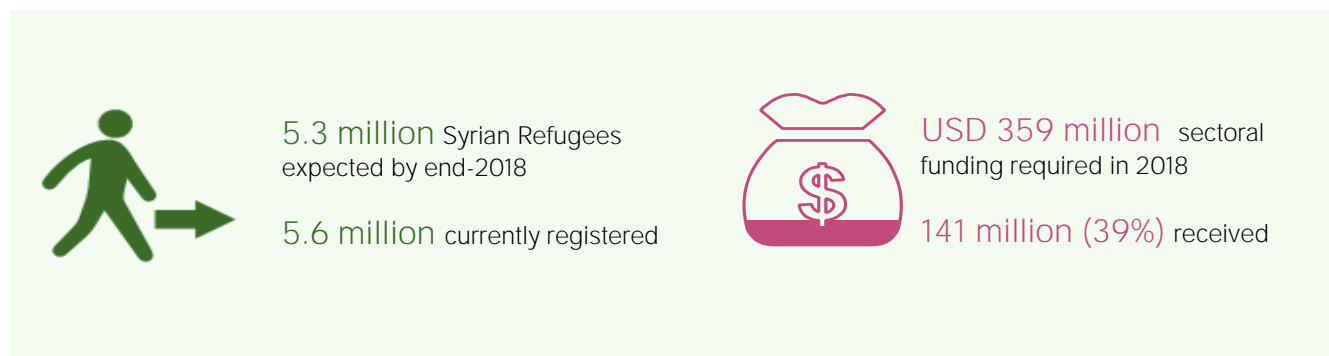 5.3 million Syrian Refugees
expected by end-2018
5.6 million currently registered
$
USD 359 million sectoral
funding required in 2018
141 million (39%) received